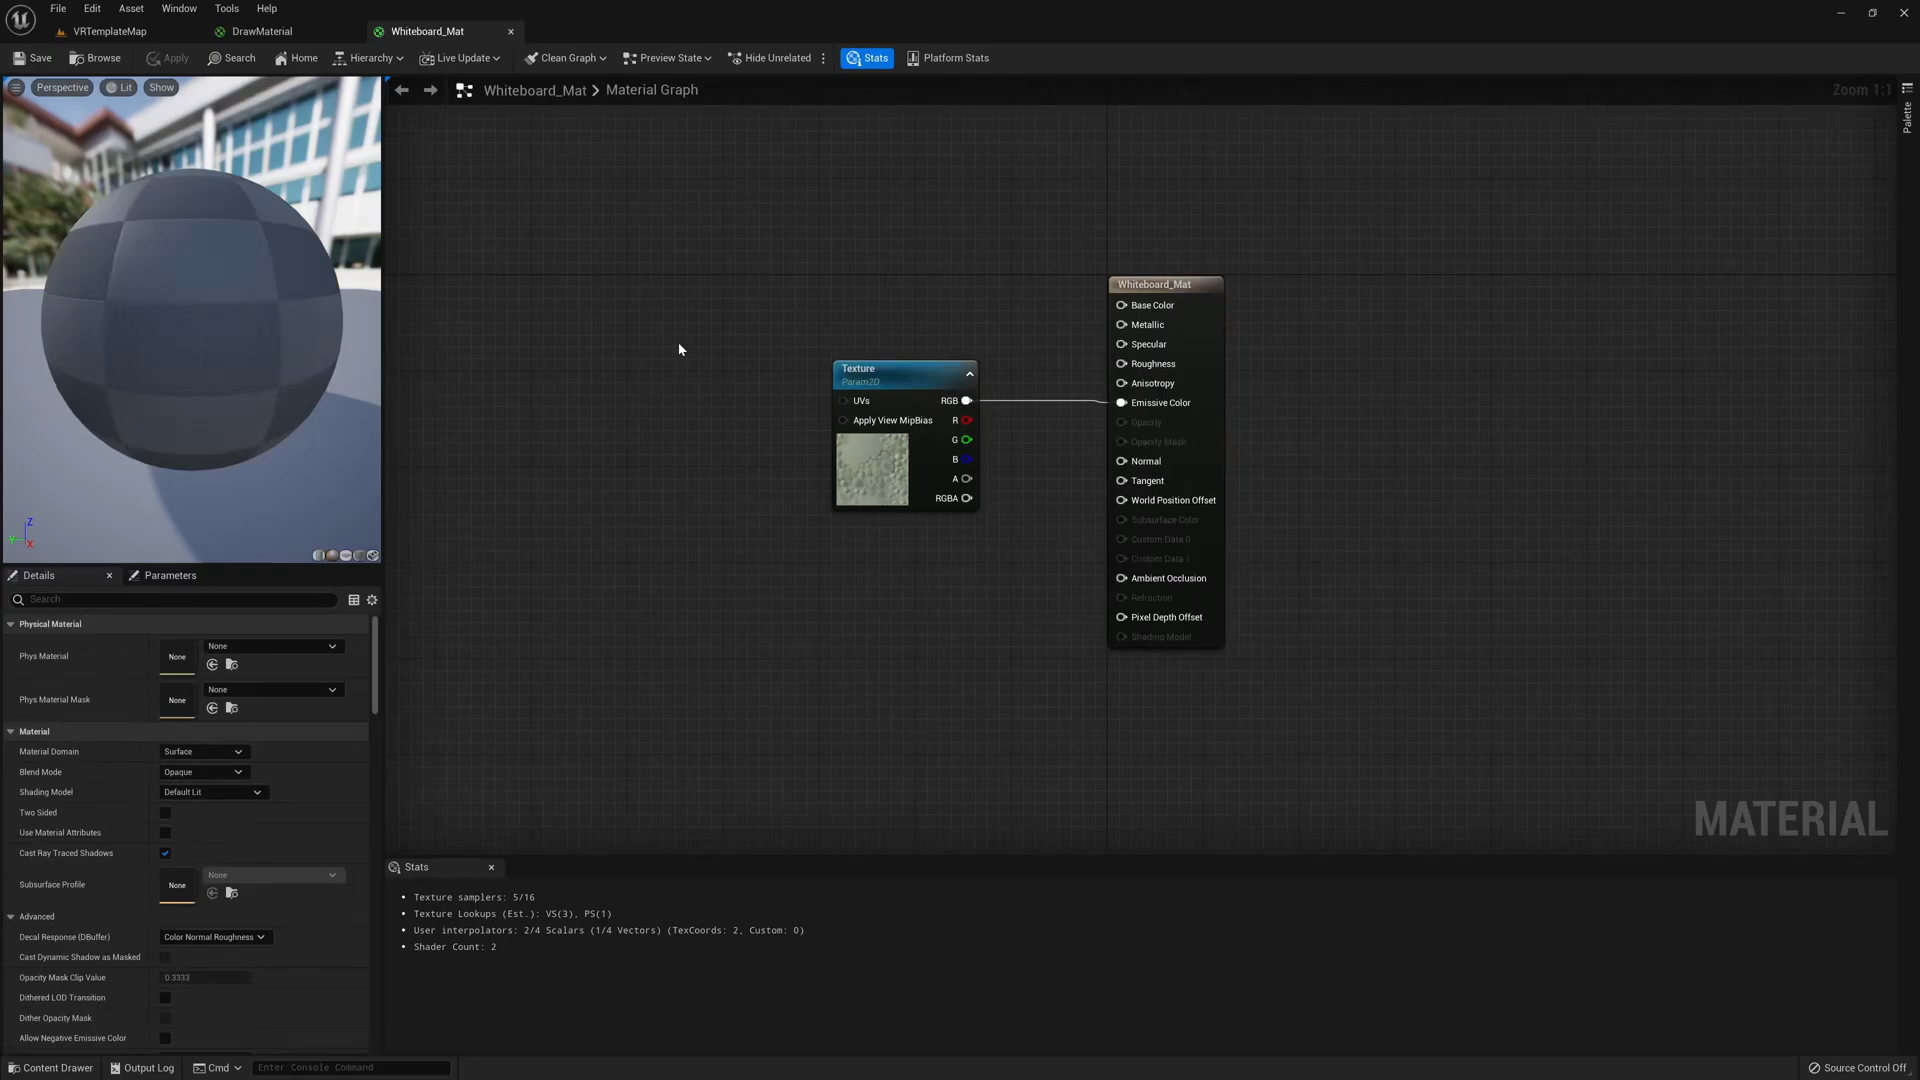 File Edit Asset Window Tools Help
VRTemplateMap DrawMaterial Whiteboard_Mat
Save Browse Apply Search Home Hierarchy Live Update Clean Graph Preview State Hide Unrelated Stats Platform Stats
Perspective Lit Show
Whiteboard_Mat > Material Graph
Zoom 1:1
Palette
Whiteboard_Mat
Base Color
Metallic
Specular
Roughness
Anisotropy
Emissive Color
Opacity
Opacity Mask
Normal
Tangent
World Position Offset
Subsurface Color
Custom Data 0
Custom Data 1
Ambient Occlusion
Refraction
Pixel Depth Offset
Shading Model
Texture
Param2D
UVs RGB
Apply View MipBias R
G
B
A
RGBA
MATERIAL
Z
Y
X
Details Parameters
Search
Physical Material
Phys Material None None
Phys Material Mask None None
Material
Material Domain Surface
Blend Mode Opaque
Shading Model Default Lit
Two Sided
Use Material Attributes
Cast Ray Traced Shadows
Subsurface Profile None None
Advanced
Decal Response (DBuffer) Color Normal Roughness
Cast Dynamic Shadow as Masked
Opacity Mask Clip Value 0.3333
Dithered LOD Transition
Dither Opacity Mask
Allow Negative Emissive Color
Stats
Texture samplers: 5/16
Texture Lookups (Est.): VS(3), PS(1)
User interpolators: 2/4 Scalars (1/4 Vectors) (TexCoords: 2, Custom: 0)
Shader Count: 2
Content Drawer Output Log Cmd Enter Console Command Source Control Off